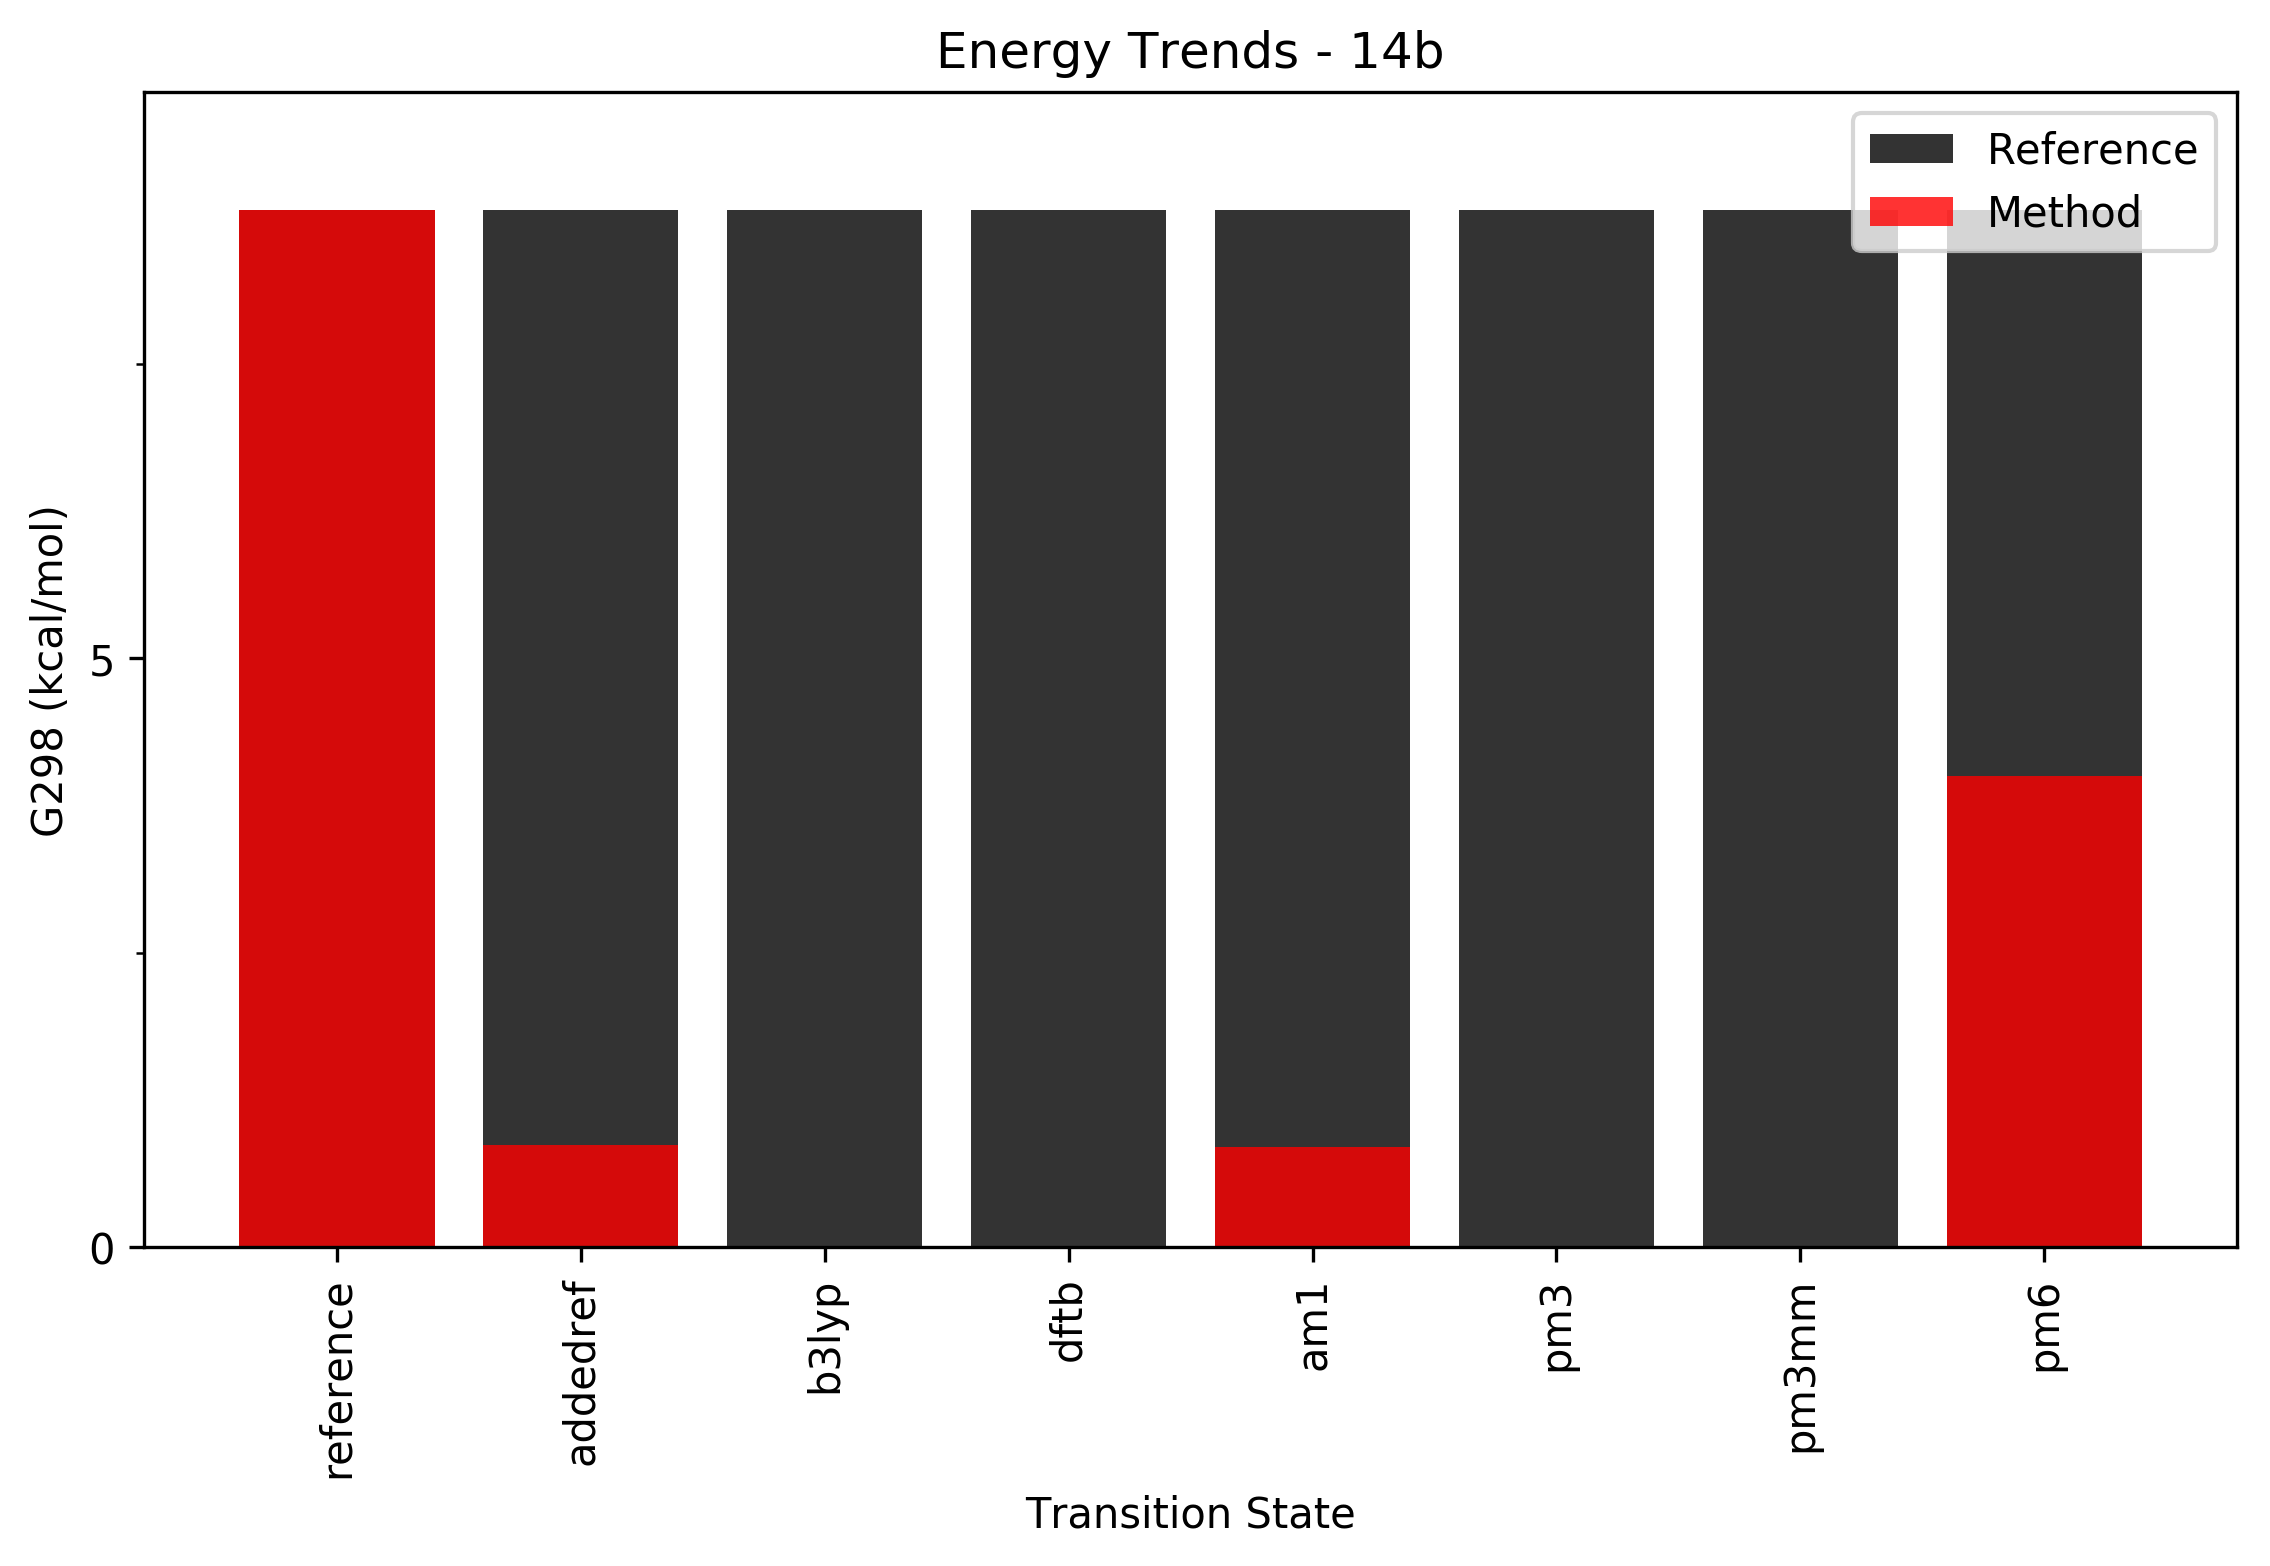 Energy Trends - 14b
Reference
Method
G298 (kcal/mol)
5
0
reference
addedref
b3lyp
dftb
am1
pm3
pm3mm
pm6
Transition State